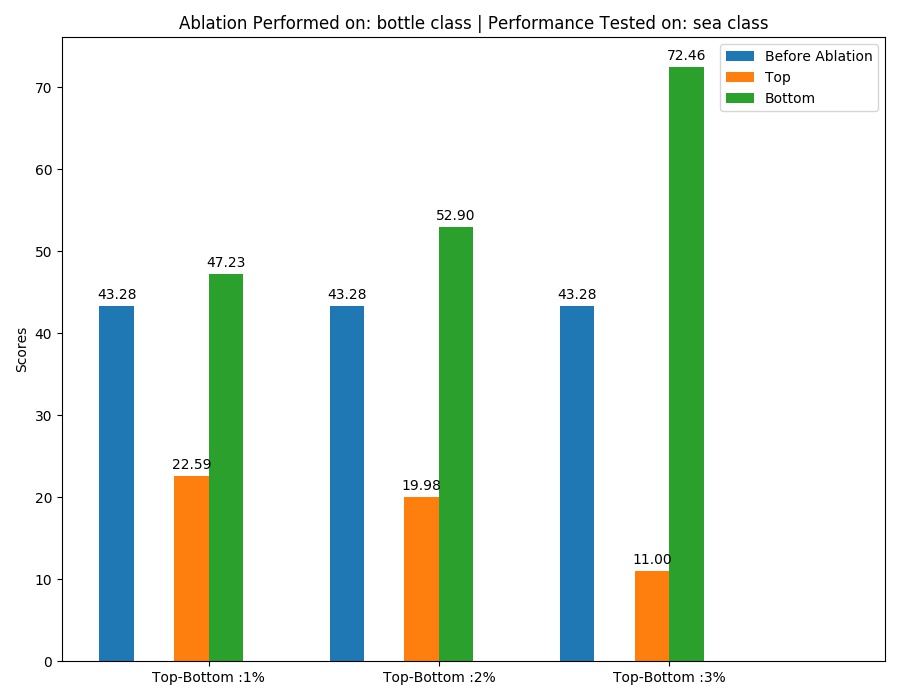 Ablation Performed on: bottle class | Performance Tested on: sea class
Before Ablation
Top
Bottom
Scores
70
60
50
40
30
20
10
0
43.28
22.59
47.23
43.28
19.98
52.90
43.28
11.00
72.46
Top-Bottom :1%
Top-Bottom :2%
Top-Bottom :3%